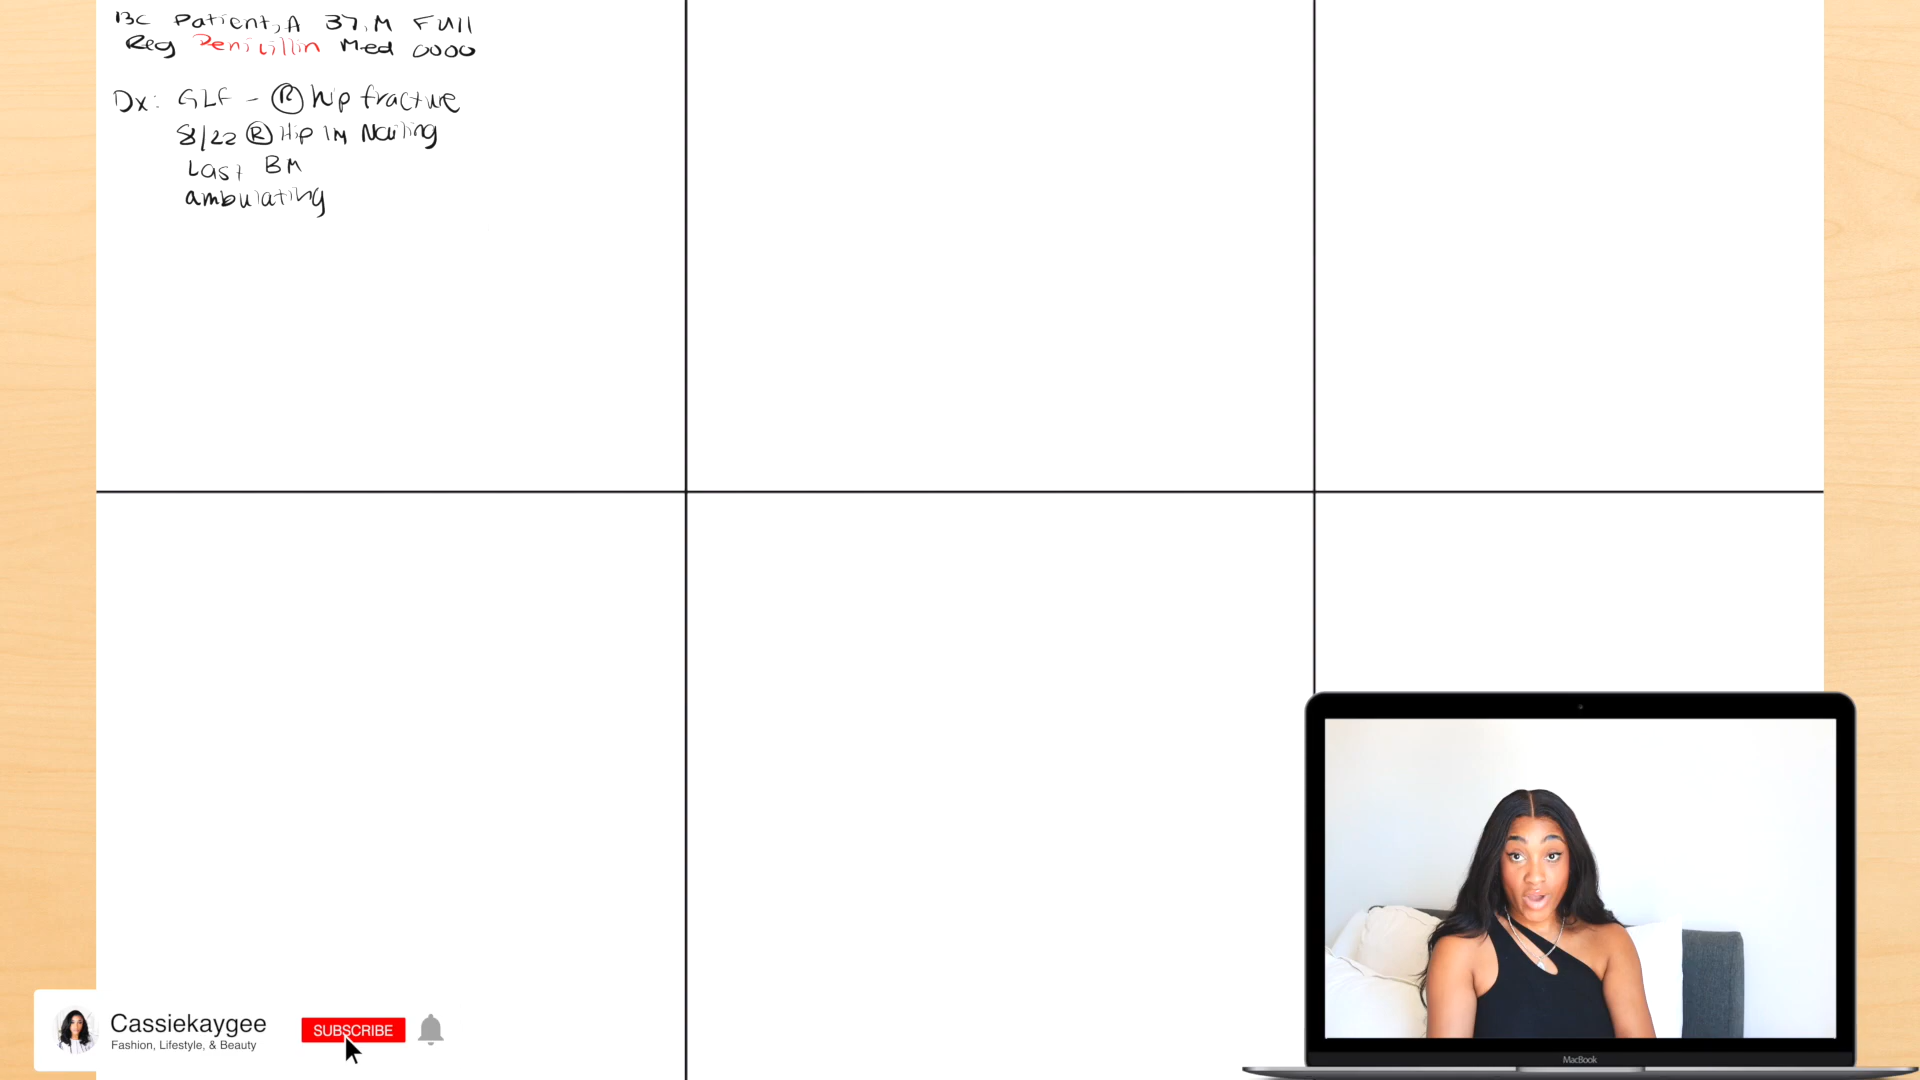 13C Patient, A 37, M Full
Reg Penicillin Med 0000
Dx: GLF - R hip fracture
8/22 R Hip IM Nailing
Last BM
ambulating
Cassiekaygee
Fashion, Lifestyle, & Beauty
SUBSCRIBE
MacBook